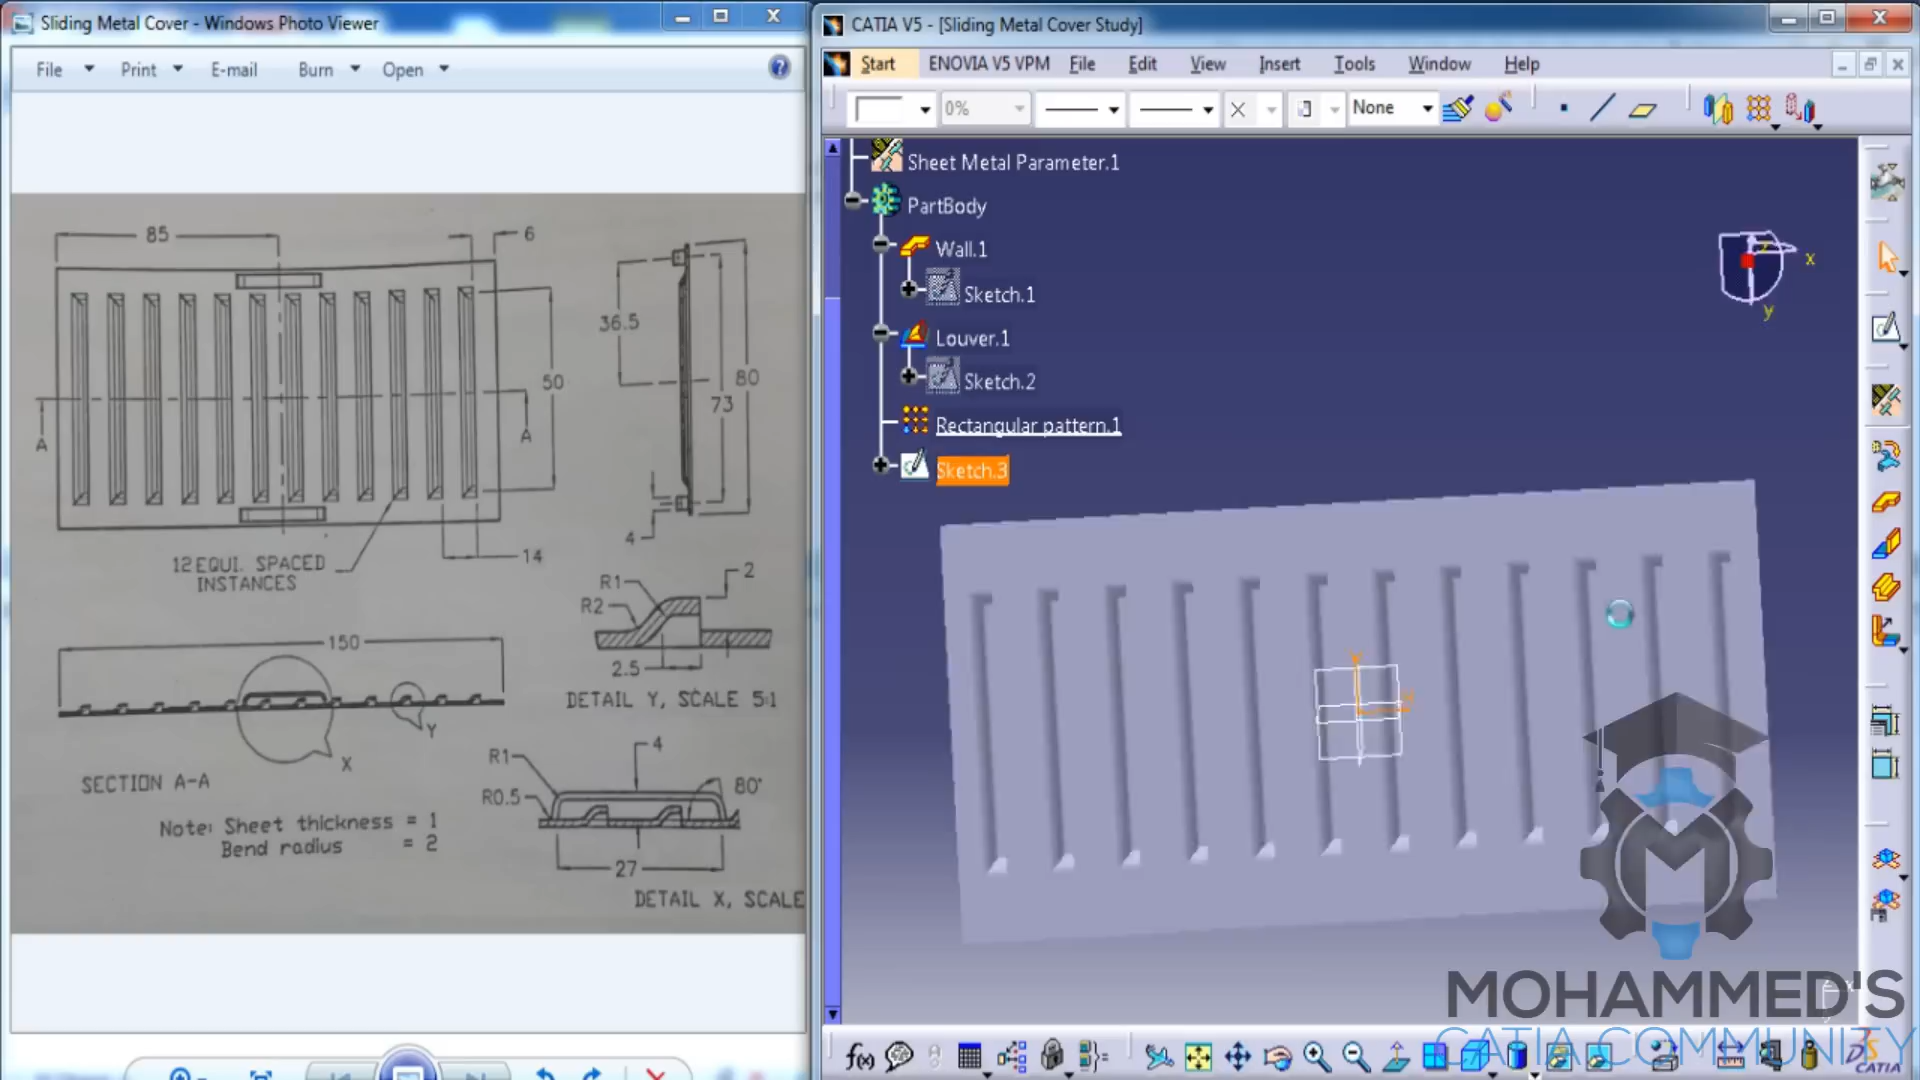 Sliding Metal Cover - Windows Photo Viewer
File
Print
E-mail
Burn
Open
85
6
36.5
50
80
73
A
A
4
12 EQUI. SPACED
INSTANCES
14
R1
2
R2
2.5
150
DETAIL Y, SCALE 5:1
Y
X
SECTION A-A
R1
4
R0.5
80°
Note: Sheet thickness = 1
Bend radius = 2
27
DETAIL X, SCALE
CATIA V5 - [Sliding Metal Cover Study]
Start
ENOVIA V5 VPM
File
Edit
View
Insert
Tools
Window
Help
0%
None
Sheet Metal Parameter.1
PartBody
Wall.1
Sketch.1
Louver.1
Sketch.2
Rectangular pattern.1
Sketch.3
x
y
f(x)
MOHAMMED'S
CATIA COMMUNITY
CATIA